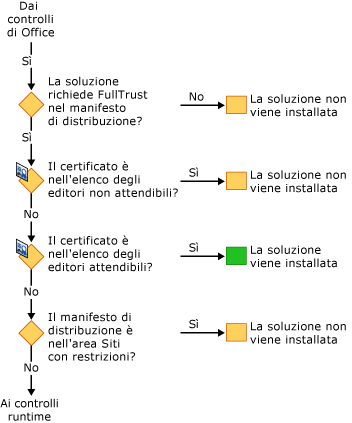 Dai
controlli
di Office
Sì
La soluzione
richiede FullTrust
nel manifesto
di distribuzione?
No
La soluzione non
viene installata
Sì
Il certificato è
nell'elenco degli
editori non attendibili?
Sì
La soluzione non
viene installata
No
Il certificato è
nell'elenco degli
editori attendibili?
Sì
La soluzione
viene installata
No
Il manifesto di
distribuzione è
nell'area Siti
con restrizioni?
Sì
La soluzione non
viene installata
No
Ai controlli
runtime